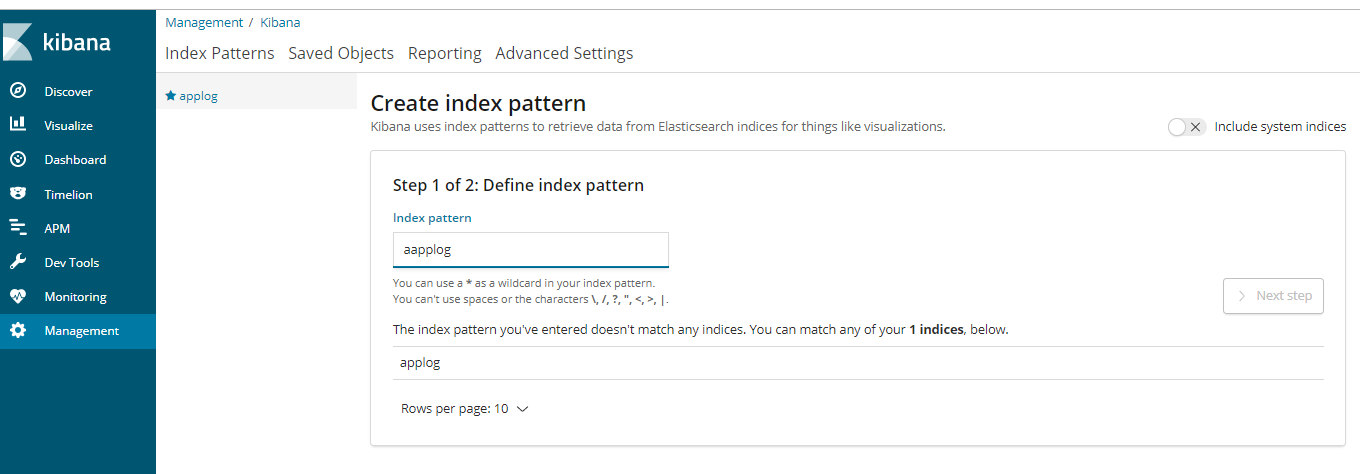 Management / Kibana
kibana
Index Patterns Saved Objects Reporting Advanced Settings
Discover
Visualize
Dashboard
Timelion
APM
Dev Tools
Monitoring
Management
★ applog
Create index pattern
Kibana uses index patterns to retrieve data from Elasticsearch indices for things like visualizations.
Include system indices
Step 1 of 2: Define index pattern
Index pattern
aapplog
You can use a * as a wildcard in your index pattern.
You can't use spaces or the characters \, /, ?, ", <, >, |.
Next step
The index pattern you've entered doesn't match any indices. You can match any of your 1 indices, below.
applog
Rows per page: 10